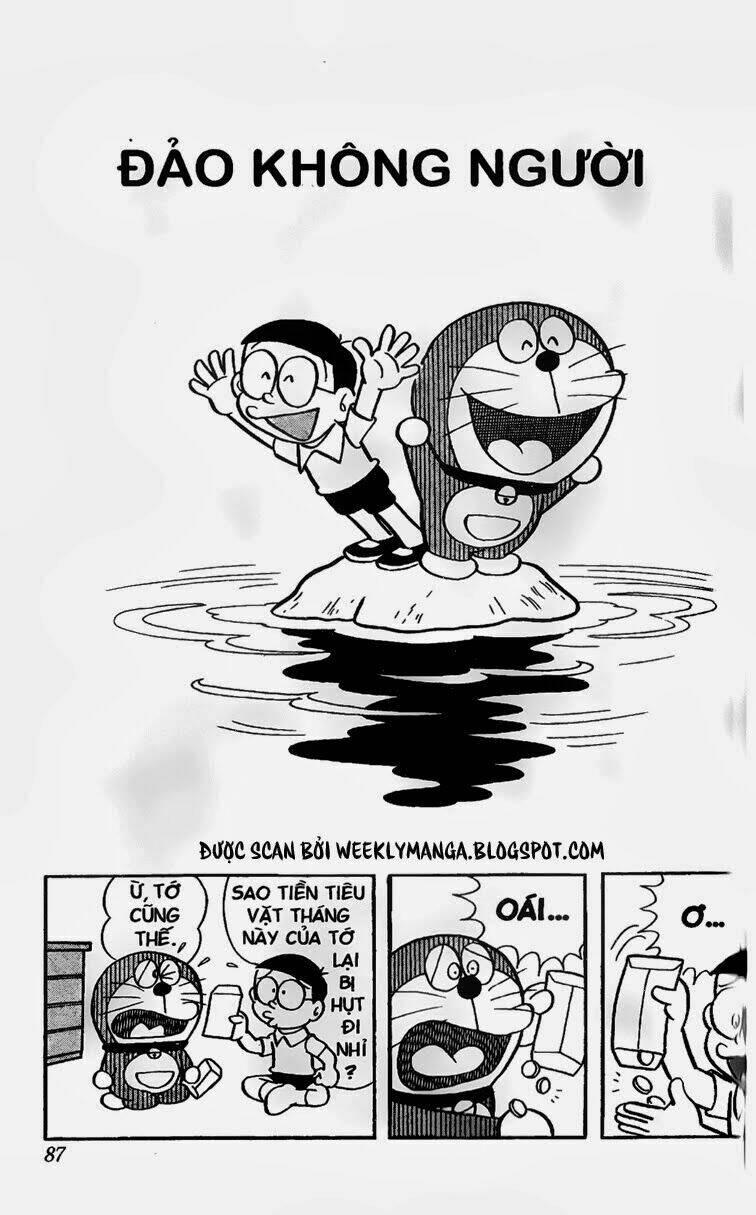 ĐẢO KHÔNG NGƯỜI
ĐƯỢC SCAN BỞI WEEKLYMANGA.BLOGSPOT.COM
Ơ...
OÁI...
SAO TIỀN TIÊU
VẶT THÁNG
NÀY CỦA TỚ
LẠI
BỊ
HỤT
ĐI
NHỈ
?
Ừ, TỚ
CŨNG
THẾ.
87